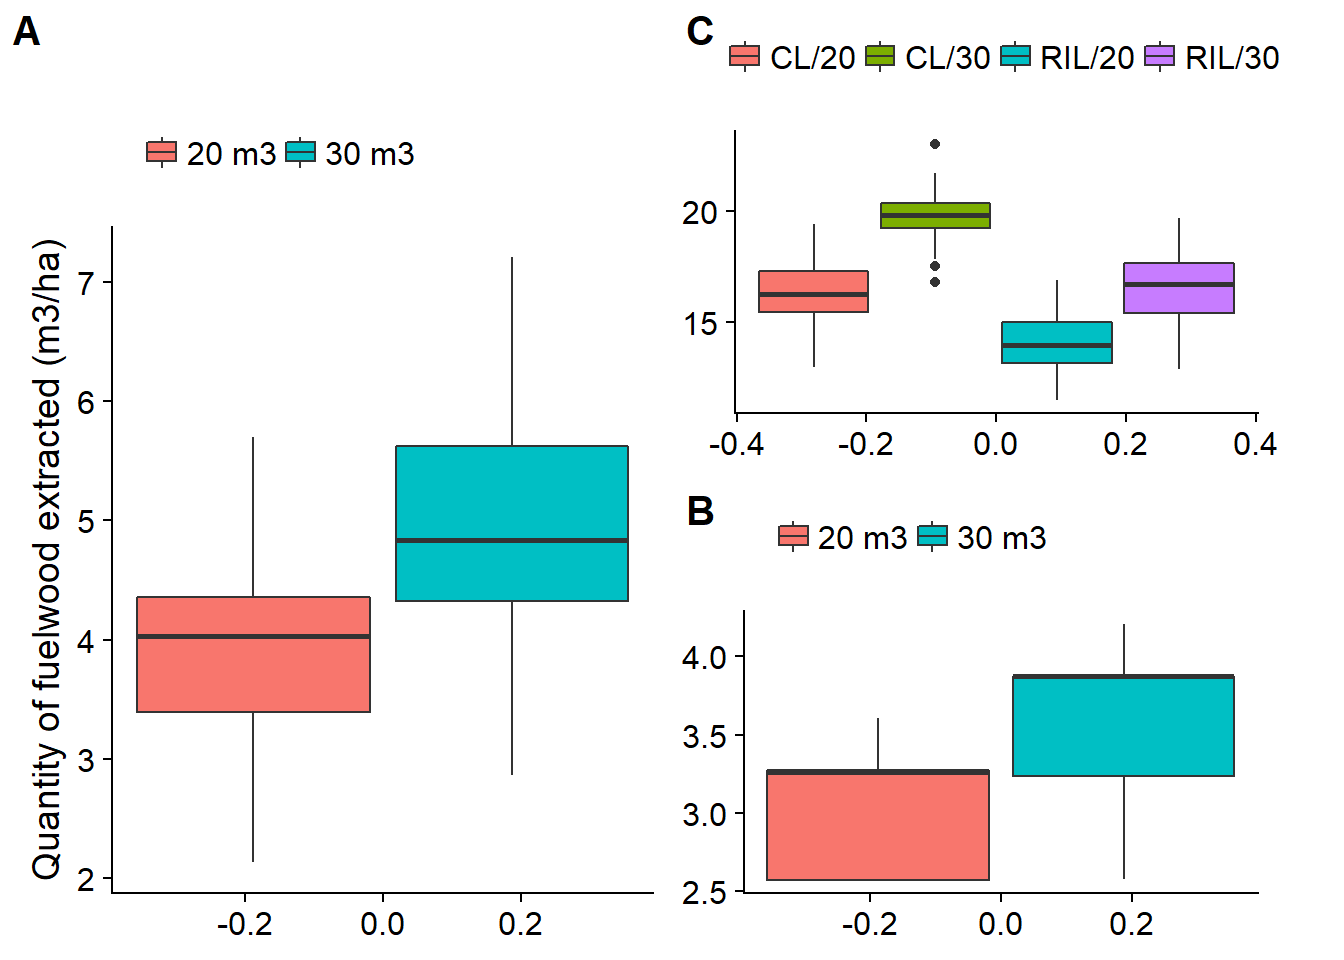 A
20 m3 30 m3
Quantity of fuelwood extracted (m3/ha)
7
6
5
4
3
2
-0.2 0.0 0.2
C
CL/20 CL/30 RIL/20 RIL/30
20
15
-0.4 -0.2 0.0 0.2 0.4
B
20 m3 30 m3
4.0
3.5
3.0
2.5
-0.2 0.0 0.2